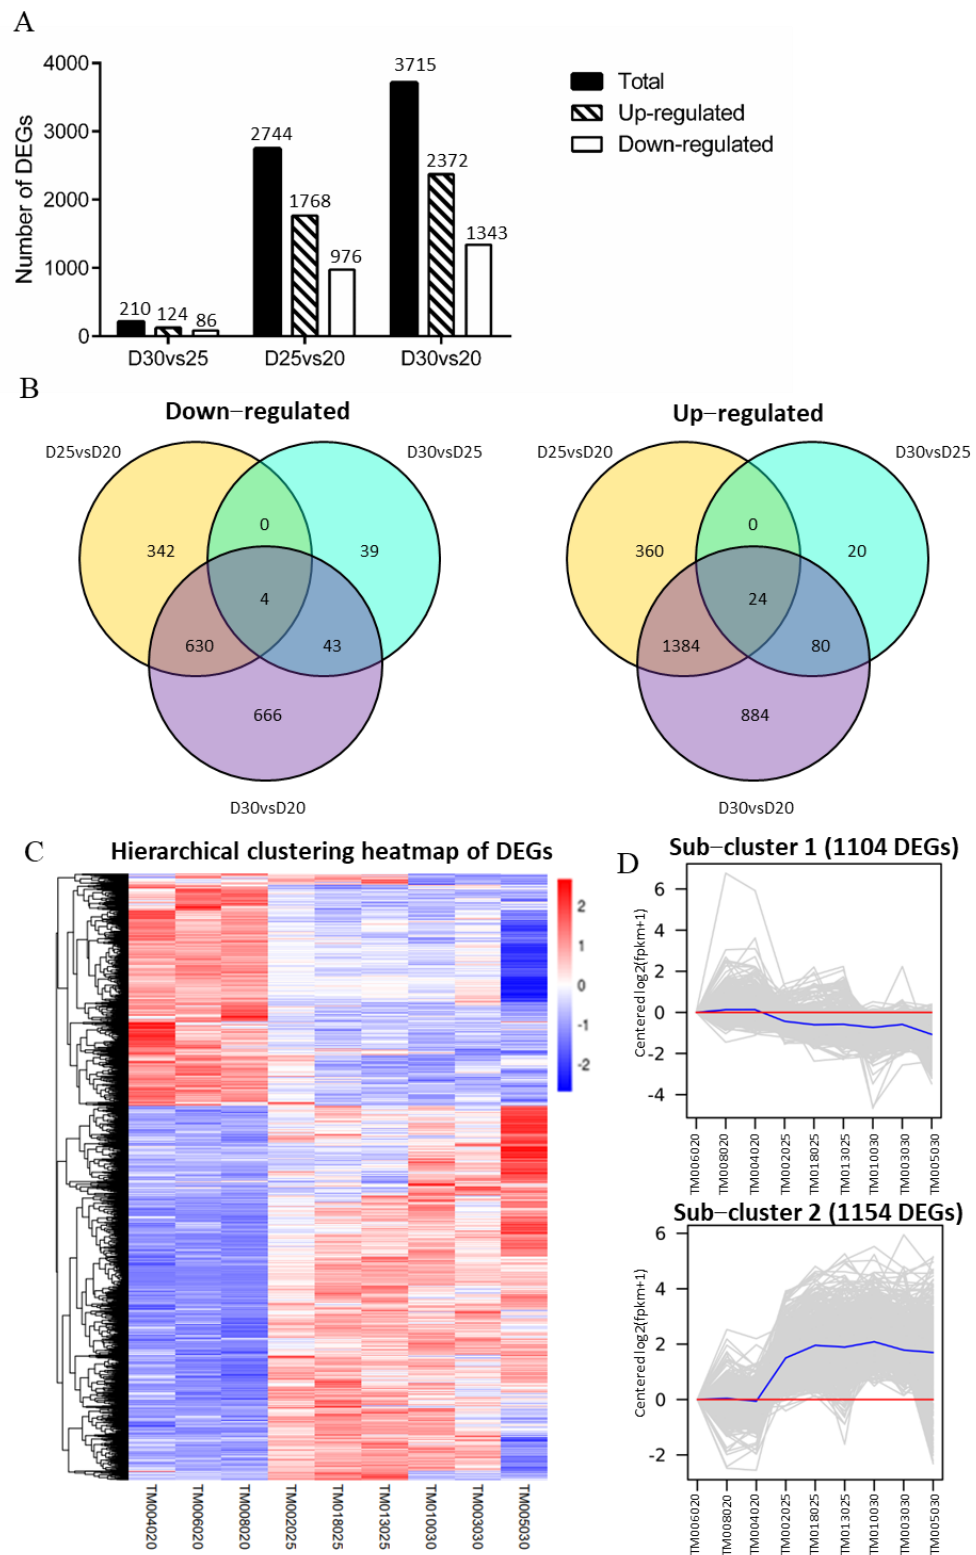 A
Number of DEGs
4000
3000
2000
1000
0
210 124 86
2744 1768 976
3715 2372 1343
D30vs25 D25vs20 D30vs20
Total
Up-regulated
Down-regulated
B
Down−regulated
D25vsD20 D30vsD25
0
342 39
4
630 43
666
D30vsD20
Up−regulated
D25vsD20 D30vsD25
0
360 20
24
1384 80
884
D30vsD20
C
Hierarchical clustering heatmap of DEGs
2
1
0
-1
-2
TM004020 TM006020 TM008020 TM002025 TM018025 TM013025 TM010030 TM003030 TM005030
D
Sub−cluster 1 (1104 DEGs)
Centered log2(fpkm+1)
6
2
0
-2
-4
TM006020 TM008020 TM004020 TM002025 TM018025 TM013025 TM010030 TM003030 TM005030
Sub−cluster 2 (1154 DEGs)
Centered log2(fpkm+1)
6
4
2
0
-2
TM006020 TM008020 TM004020 TM002025 TM018025 TM013025 TM010030 TM003030 TM005030